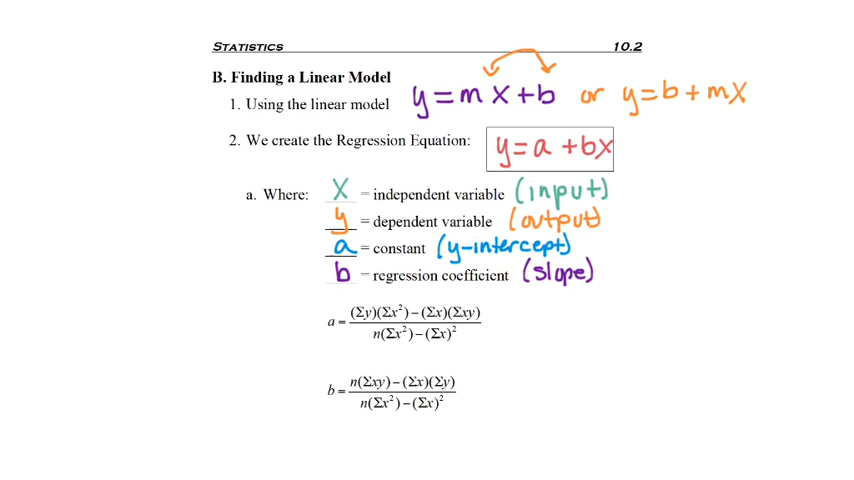 STATISTICS 10.2
B. Finding a Linear Model
1. Using the linear model y = mx + b or y = b + mx
2. We create the Regression Equation: y = a + bx
a. Where: x = independent variable (input)
y = dependent variable (output)
a = constant (y-intercept)
b = regression coefficient (slope)
a = (Σy)(Σx²) − (Σx)(Σxy) / n(Σx²) − (Σx)²
b = n(Σxy) − (Σx)(Σy) / n(Σx²) − (Σx)²